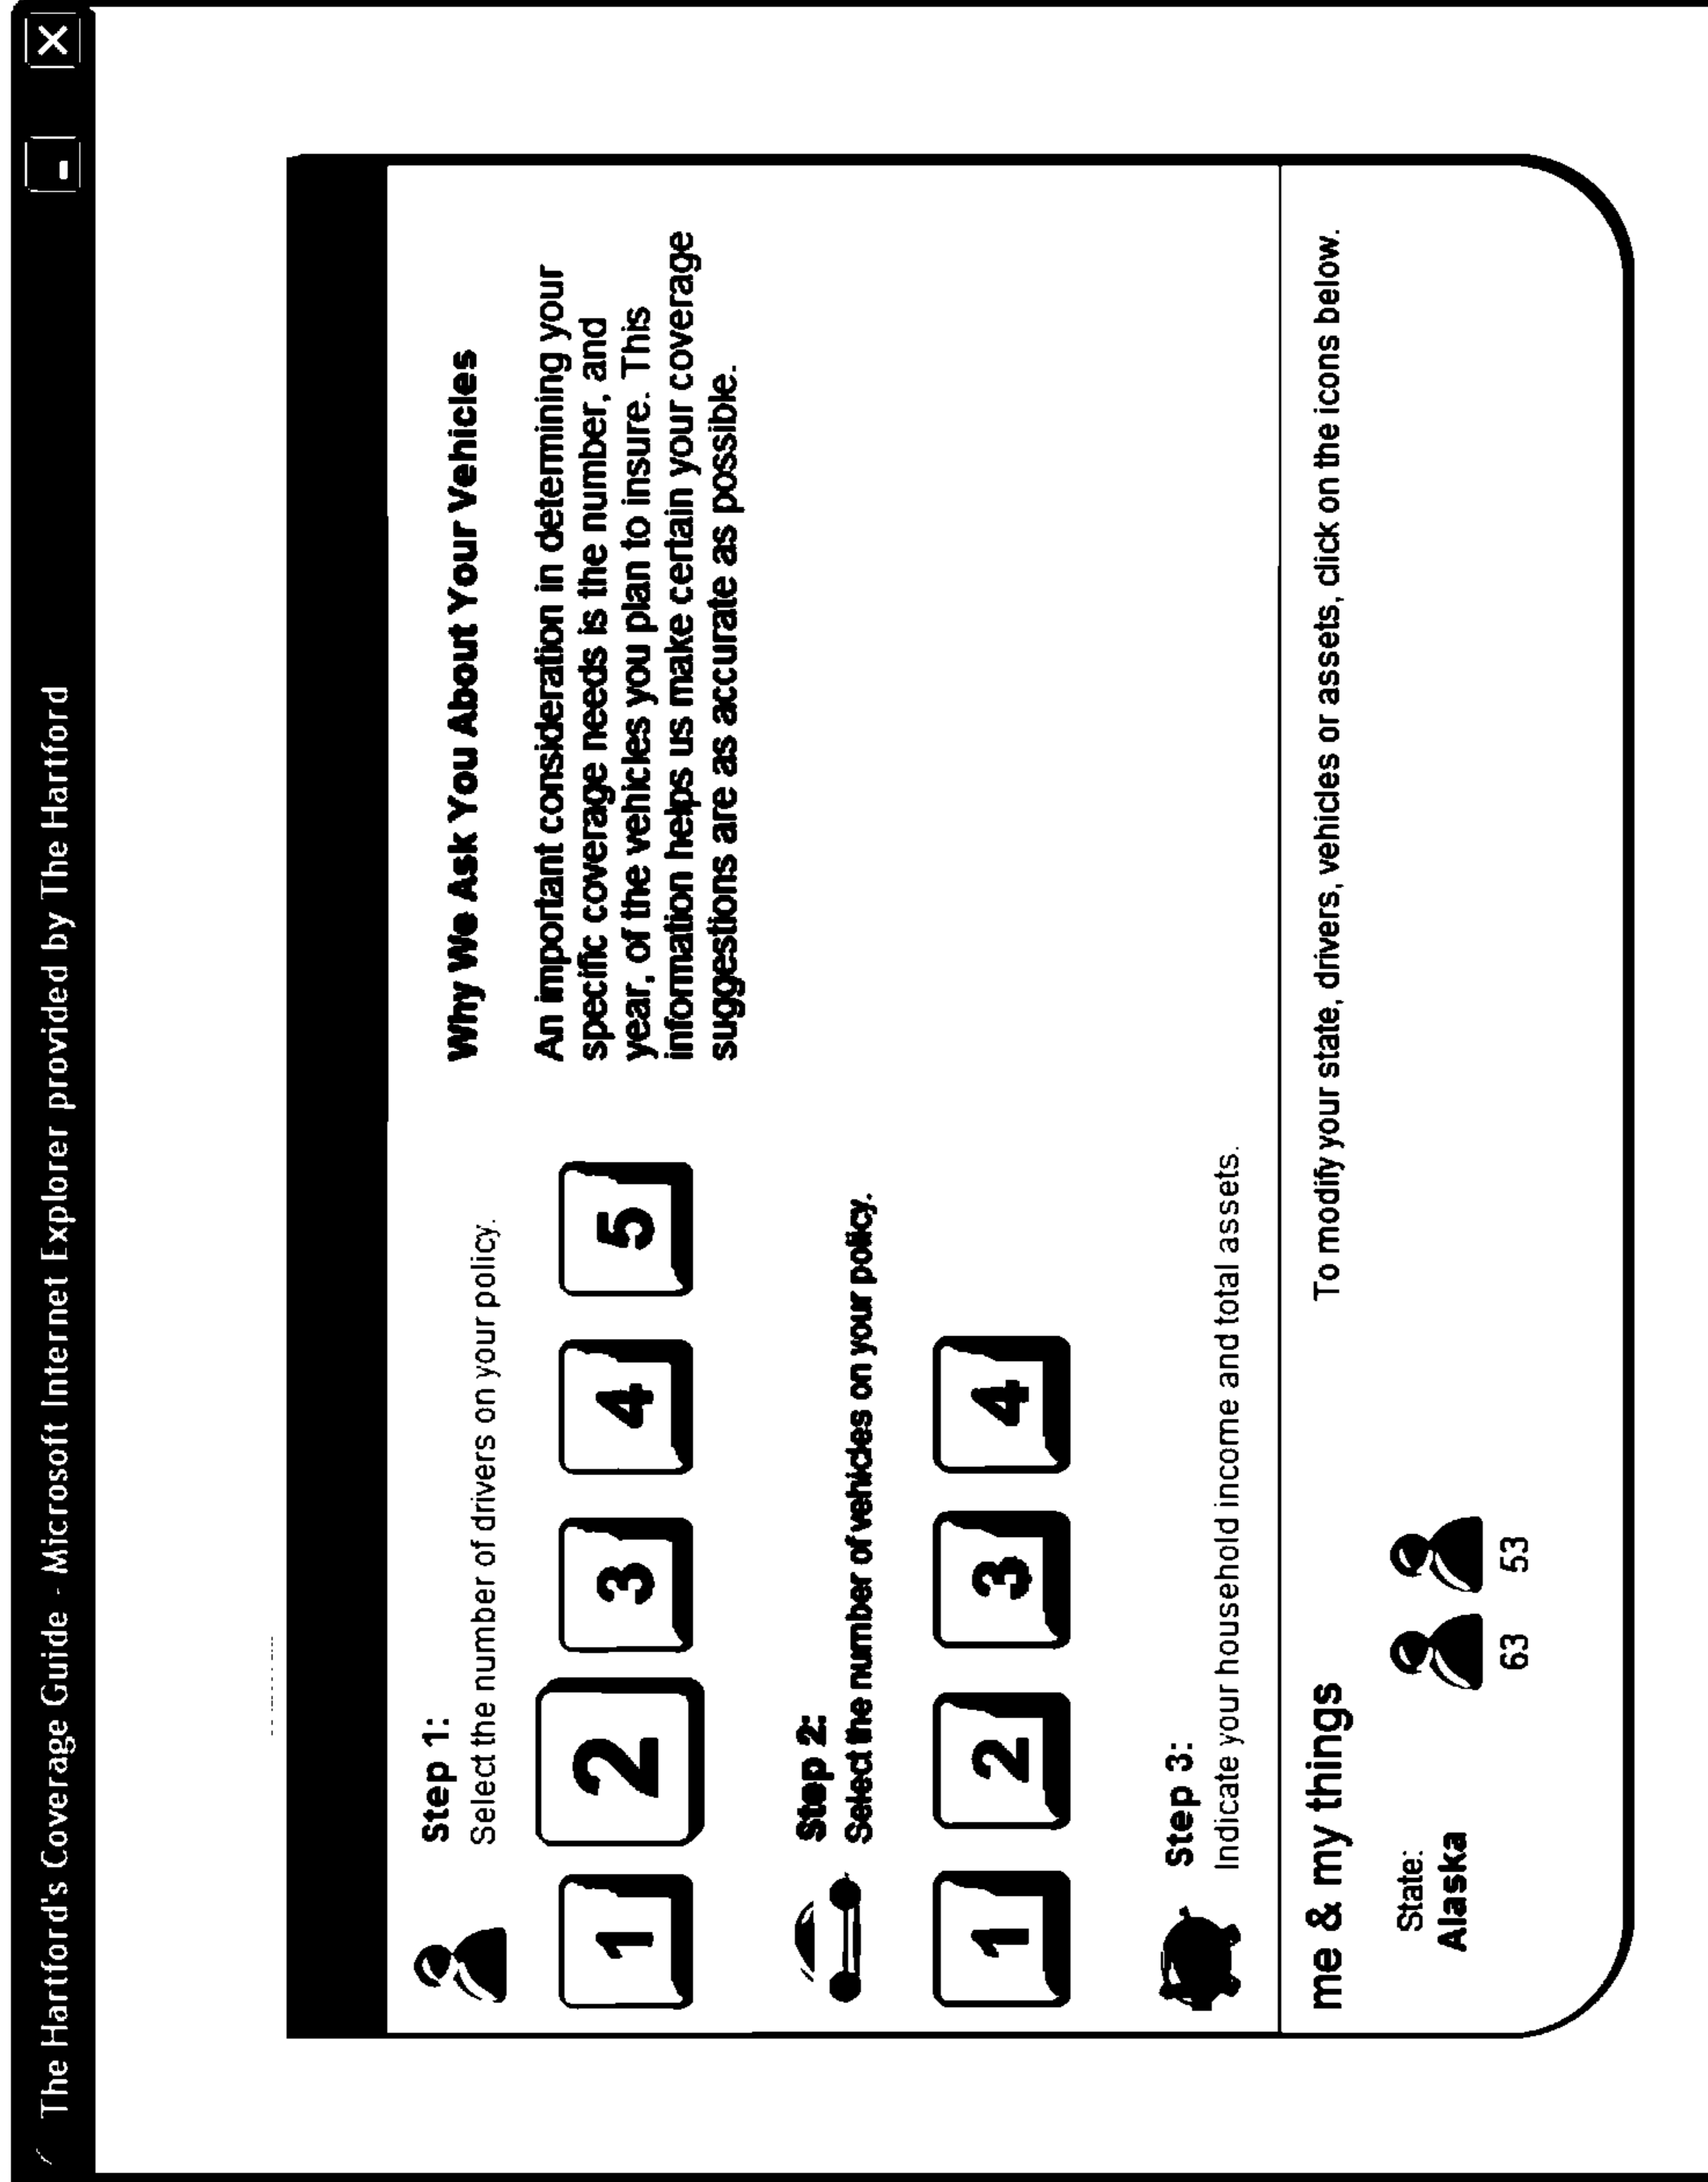 The Hartford's Coverage Guide - Microsoft Internet Explorer provided by The Hartford
Step 1:
Select the number of drivers on your policy.
1 2 3 4 5
Step 2:
Select the number of vehicles on your policy.
1 2 3 4
Step 3:
Indicate your household income and total assets.
Why We Ask You About Your Vehicles
An important consideration in determining your
specific coverage needs is the number, and
year, of the vehicles you plan to insure. This
information helps us make certain your coverage
suggestions are as accurate as possible.
me & my things
To modify your state, drivers, vehicles or assets, click on the icons below.
State:
Alaska
63 53